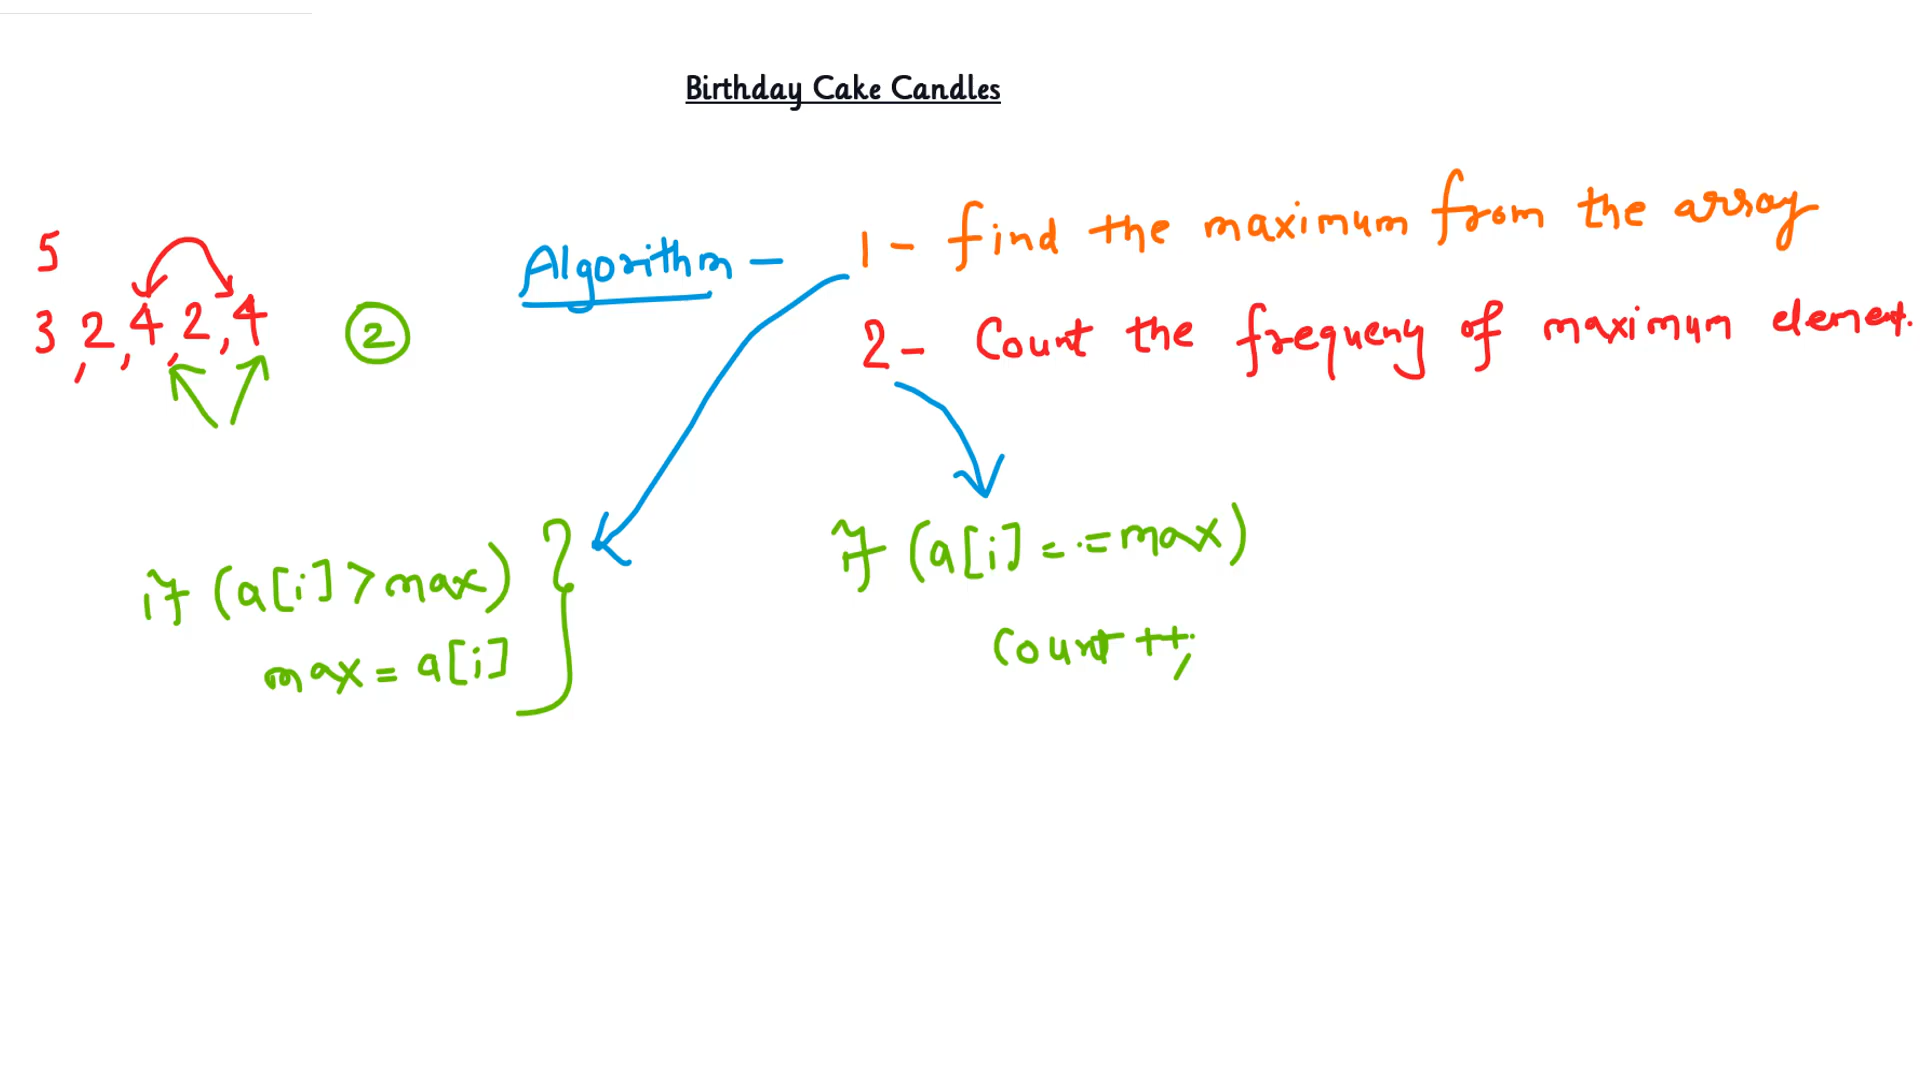 Birthday Cake Candles
5
3, 2, 4, 2, 4
2
Algorithm -
1 - find the maximum from the array
2 - Count the frequeny of maximum element.
if (a[i] > max)
max = a[i]
}
if (a[i] == max)
Count ++;